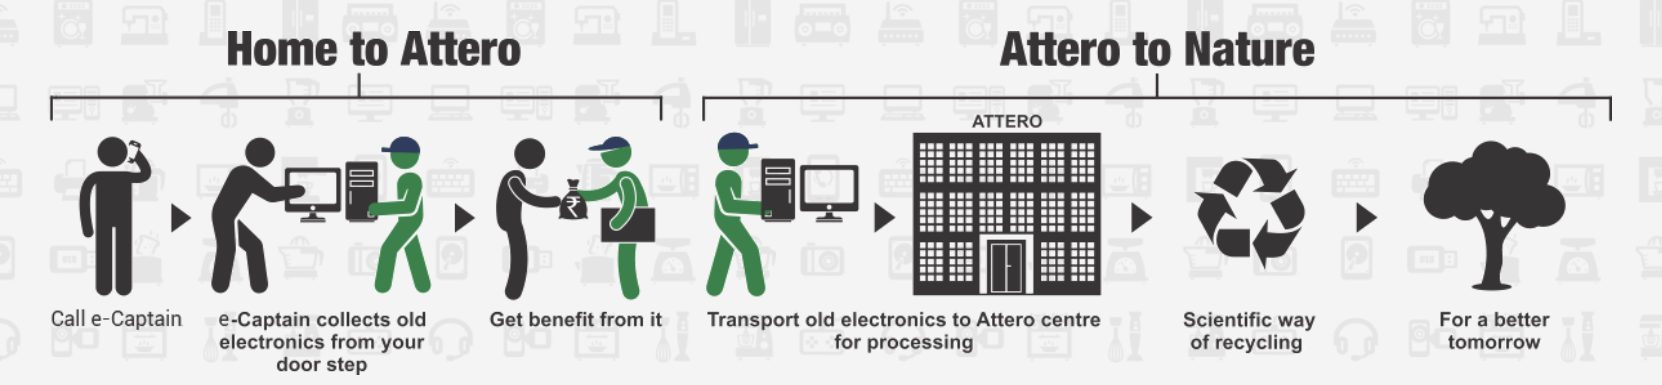 Home to Attero
Call e-Captain
e-Captain collects old
electronics from your
door step
₹
Get benefit from it
Attero to Nature
Transport old electronics to Attero centre
for processing
ATTERO
Scientific way
of recycling
For a better
tomorrow